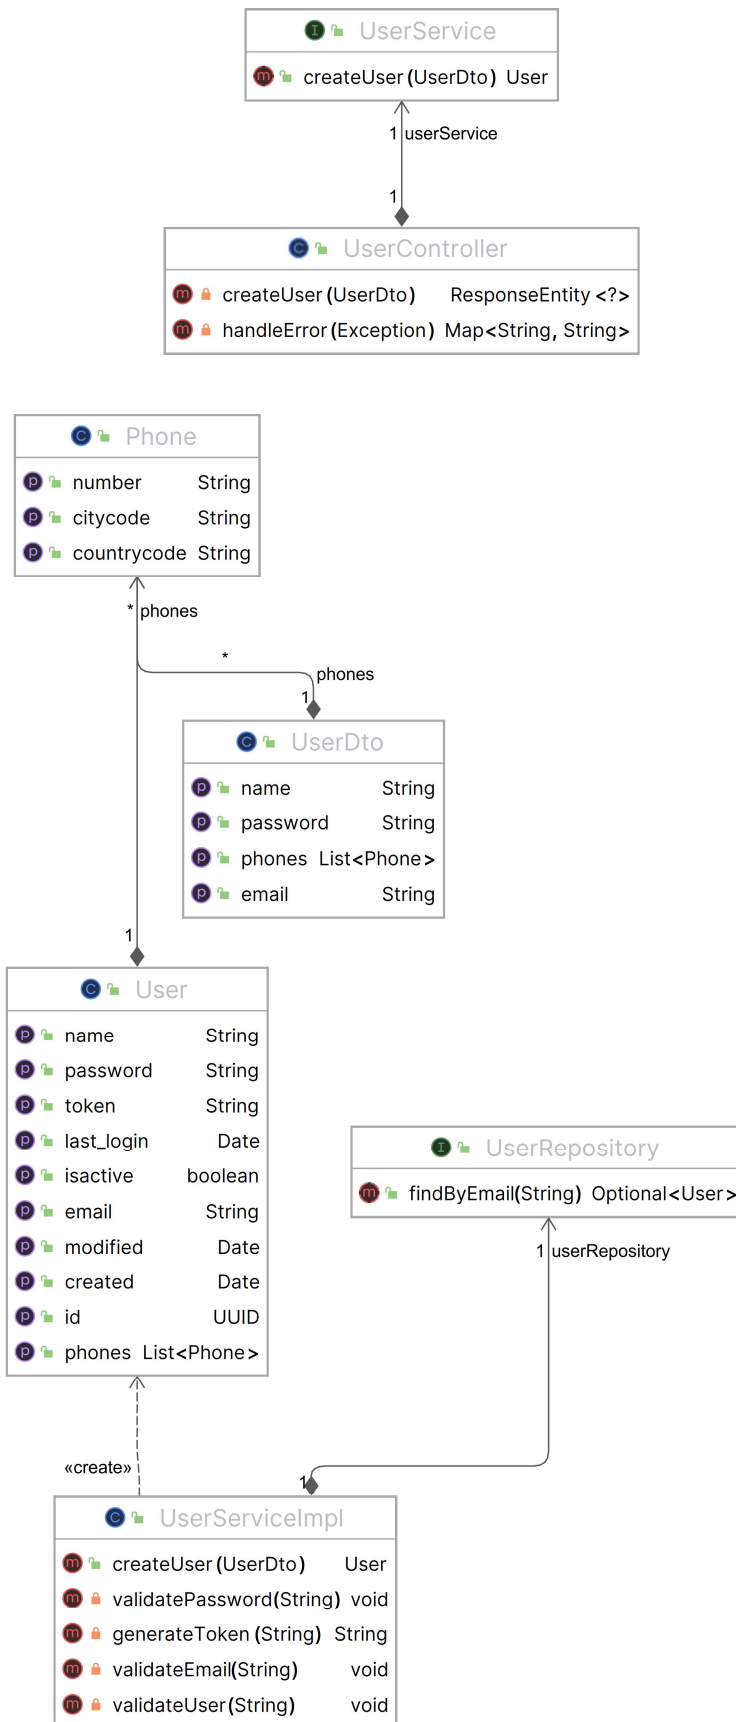 UserService
createUser(UserDto) User
1 userService
1
UserController
createUser(UserDto) ResponseEntity<?>
handleError(Exception) Map<String, String>
Phone
number String
citycode String
countrycode String
* phones
*
phones
1
UserDto
name String
password String
phones List<Phone>
email String
1
User
name String
password String
token String
last_login Date
isactive boolean
email String
modified Date
created Date
id UUID
phones List<Phone>
UserRepository
findByEmail(String) Optional<User>
1 userRepository
«create»
1
UserServiceImpl
createUser(UserDto) User
validatePassword(String) void
generateToken(String) String
validateEmail(String) void
validateUser(String) void